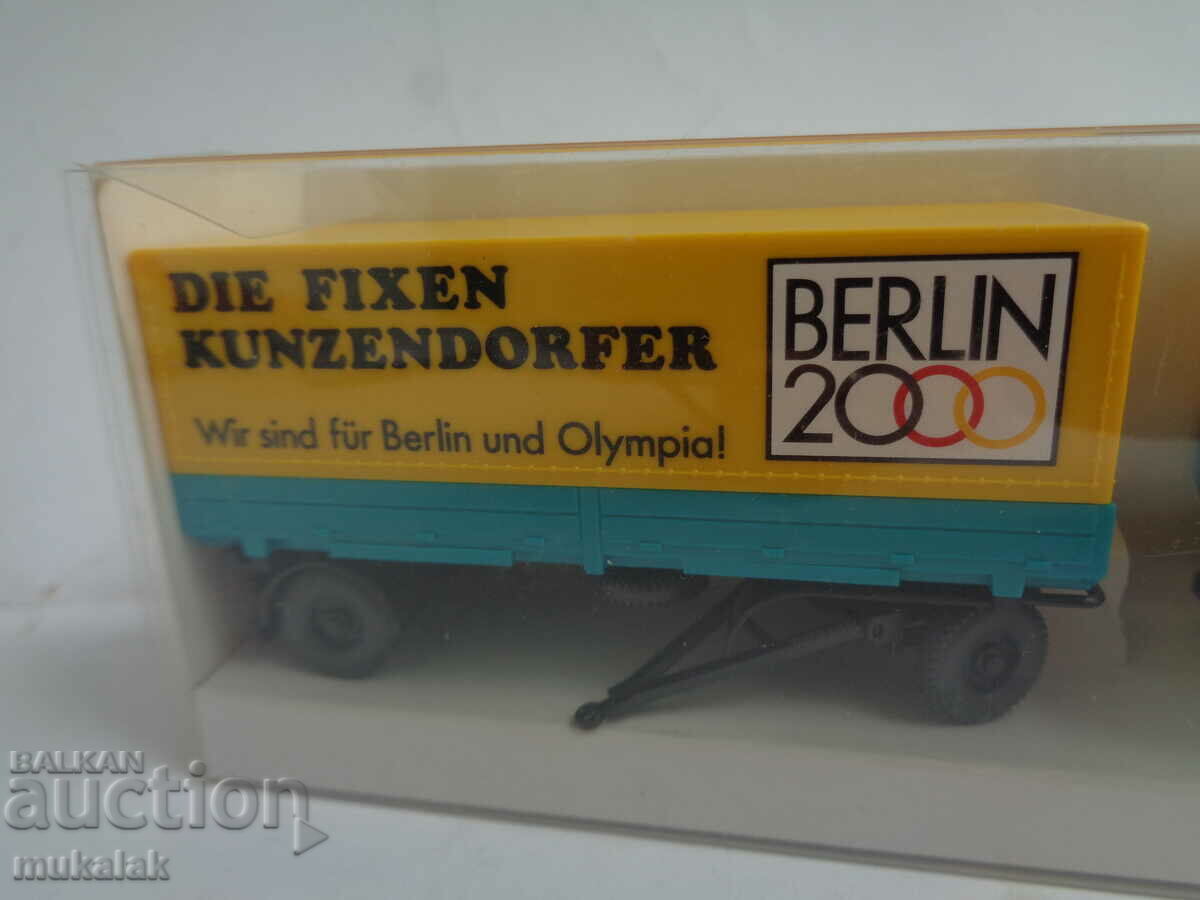 DIE FIXEN
KUNZENDORFER
Wir sind für Berlin und Olympia!
BERLIN
2000
BALKAN
auction
mukalak